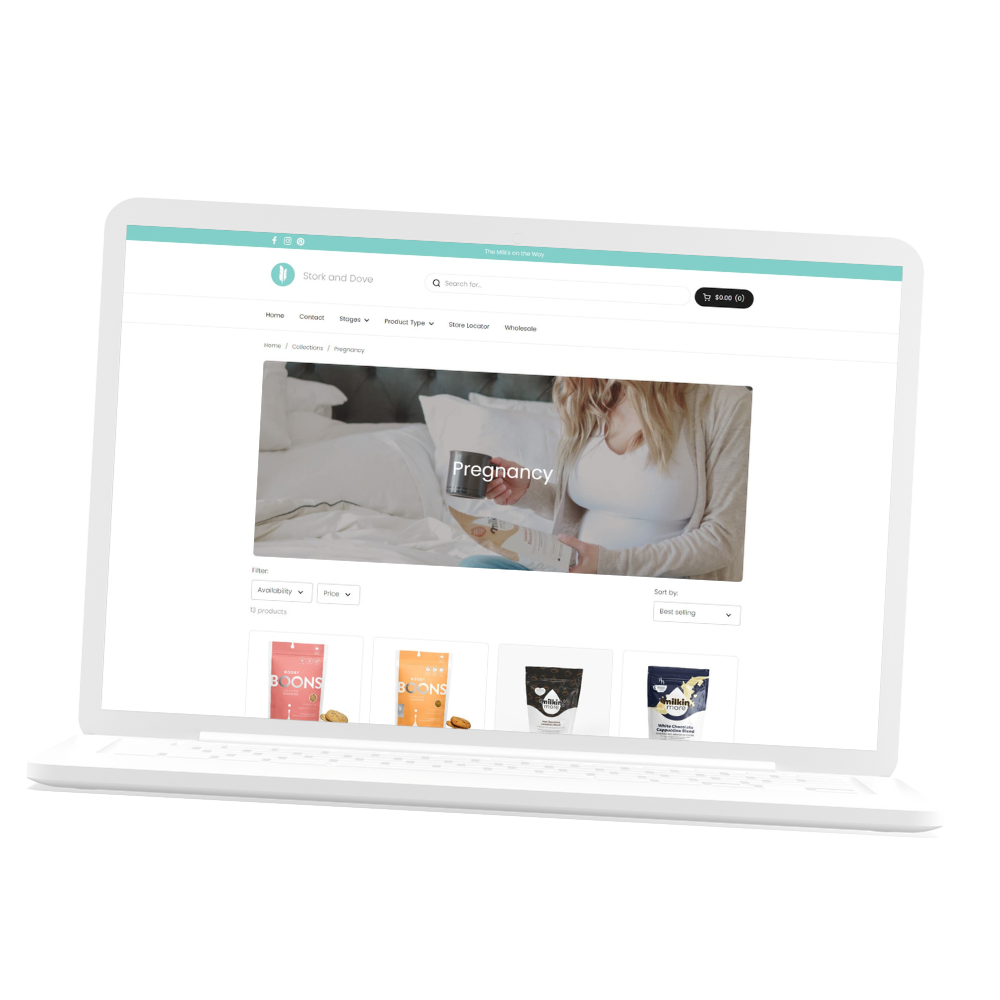 The Milk's on the Way
Stork and Dove
Search for...
$0.00 (0)
Home Contact Stages Product Type Store Locator Wholesale
Home / Collections / Pregnancy
Pregnancy
Filter:
Availability Price
Sort by:
Best selling
13 products
BOONS
BOONS
milkin
more
milkin
more
White Chocolate
Cappuccino Blend